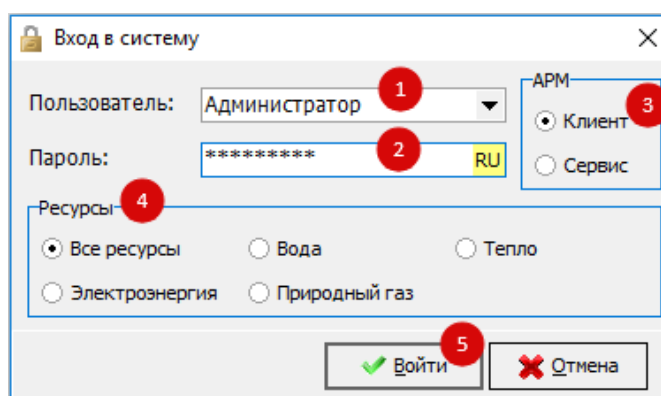 Вход в систему
Пользователь: Администратор 1
Пароль: ********* 2 RU
АРМ
Клиент 3
Сервис
Ресурсы 4
Все ресурсы Вода Тепло
Электроэнергия Природный газ
5
Войти Отмена